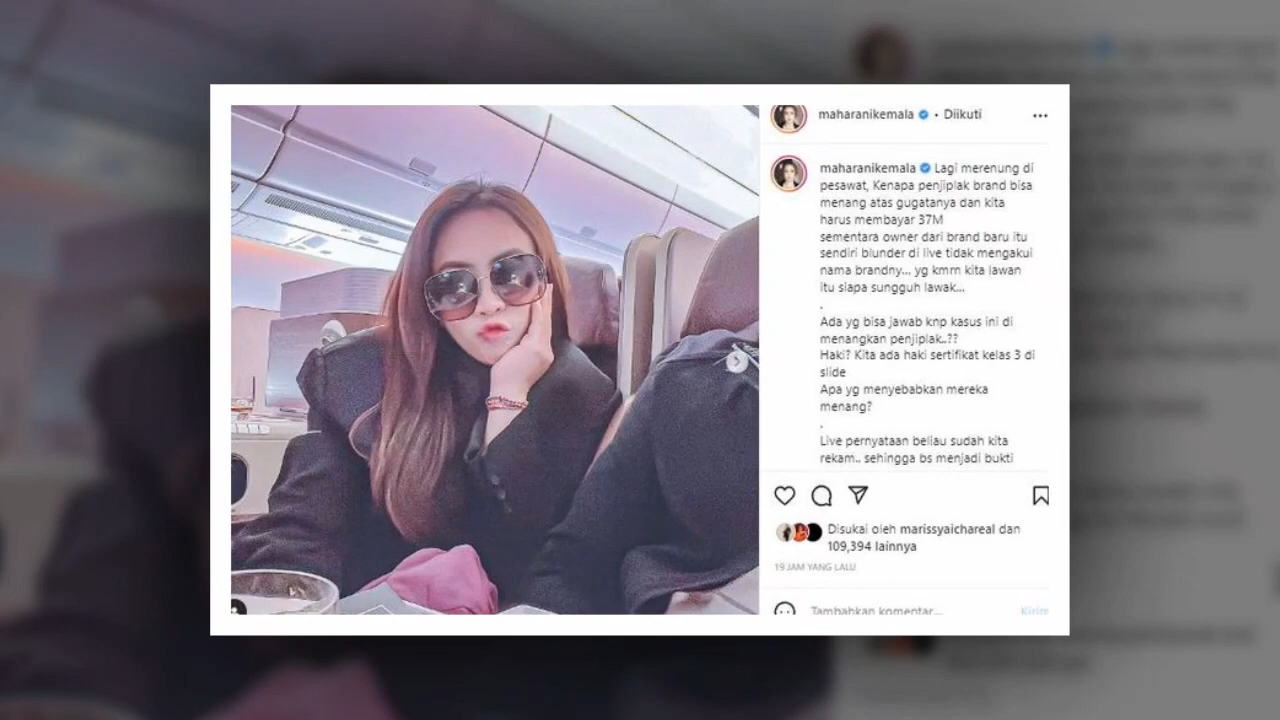 maharanikemala • Diikuti
maharanikemala Lagi merenung di
pesawat, Kenapa penjiplak brand bisa
menang atas gugatanya dan kita
harus membayar 37M
sementara owner dari brand baru itu
sendiri blunder di live tidak mengakui
nama brandny... yg kmrn kita lawan
itu siapa sungguh lawak...
.
Ada yg bisa jawab knp kasus ini di
menangkan penjiplak..??
Haki? Kita ada haki sertifikat kelas 3 di
slide
Apa yg menyebabkan mereka
menang?
.
Live pernyataan beliau sudah kita
rekam.. sehingga bs menjadi bukti
Disukai oleh marissyaichareal dan
109,394 lainnya
19 JAM YANG LALU
Tambahkan komentar... Kirim